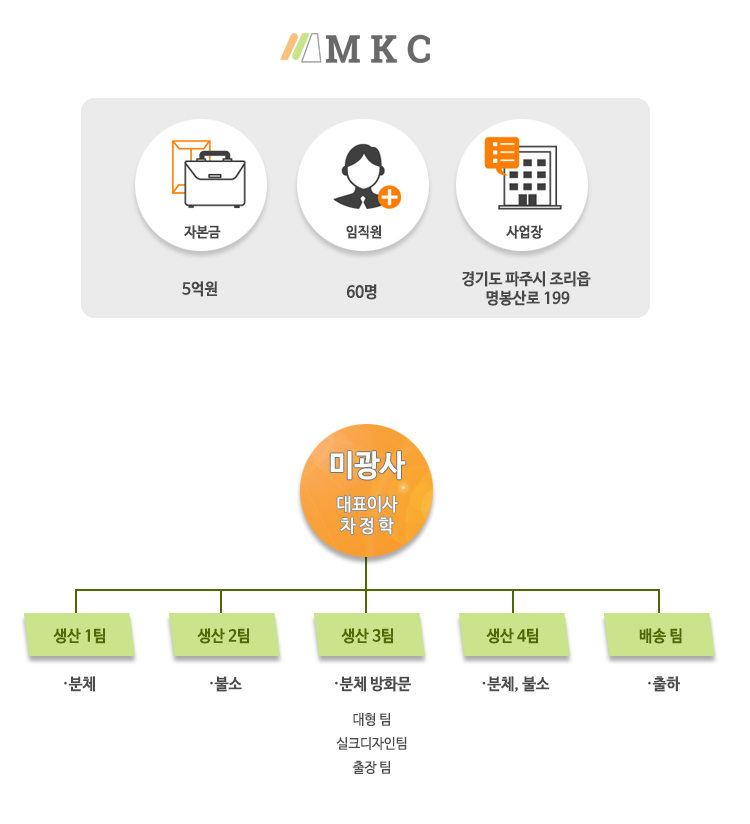 MKC
자본금
임직원
사업장
5억원
60명
경기도 파주시 조리읍
명봉산로 199
미광사
대표이사
차 정 학
생산 1팀
생산 2팀
생산 3팀
생산 4팀
배송 팀
·분체
·불소
·분체 방화문
·분체, 불소
·출하
대형 팀
실크디자인팀
출장 팀